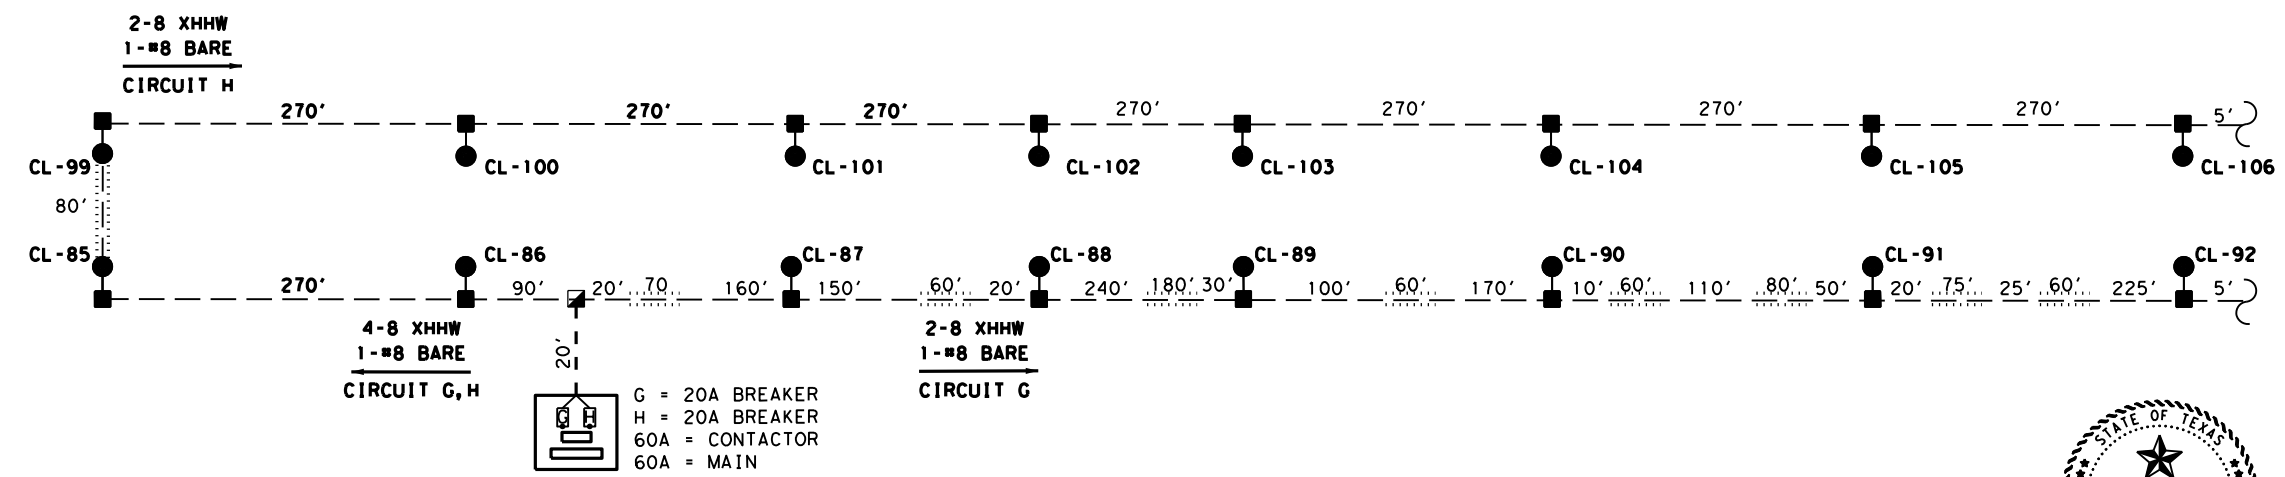 2-8 XHHW
1-#8 BARE
CIRCUIT H
270' 270' 270' 270' 270' 270' 270' 5'
CL-99 CL-100 CL-101 CL-102 CL-103 CL-104 CL-105 CL-106
80'
CL-85 CL-86 CL-87 CL-88 CL-89 CL-90 CL-91 CL-92
270' 90' 20' 70 160' 150' 60' 20' 240' 180' 30' 100' 60' 170' 10' 60' 110' 80' 50' 20' 75' 25' 60' 225' 5'
4-8 XHHW
1-#8 BARE
CIRCUIT G,H
20'
2-8 XHHW
1-#8 BARE
CIRCUIT G
G H
G = 20A BREAKER
H = 20A BREAKER
60A = CONTACTOR
60A = MAIN
STATE OF TEXAS